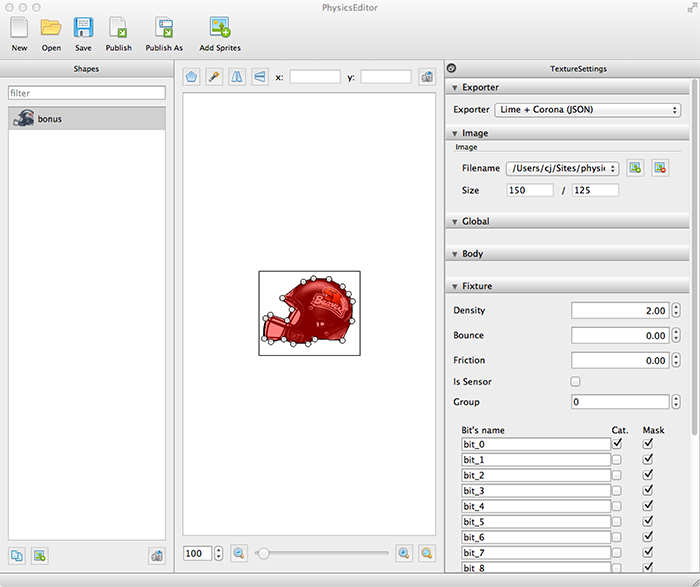 PhysicsEditor
New Open Save Publish Publish As Add Sprites
Shapes
filter
bonus
x: y:
Beavers
100
TextureSettings
Exporter
Exporter Lime + Corona (JSON)
Image
Image
Filename /Users/cj/Sites/physic
Size 150 / 125
Global
Body
Fixture
Density 2.00
Bounce 0.00
Friction 0.00
Is Sensor
Group 0
Bit's name Cat. Mask
bit_0
bit_1
bit_2
bit_3
bit_4
bit_5
bit_6
bit_7
bit_8